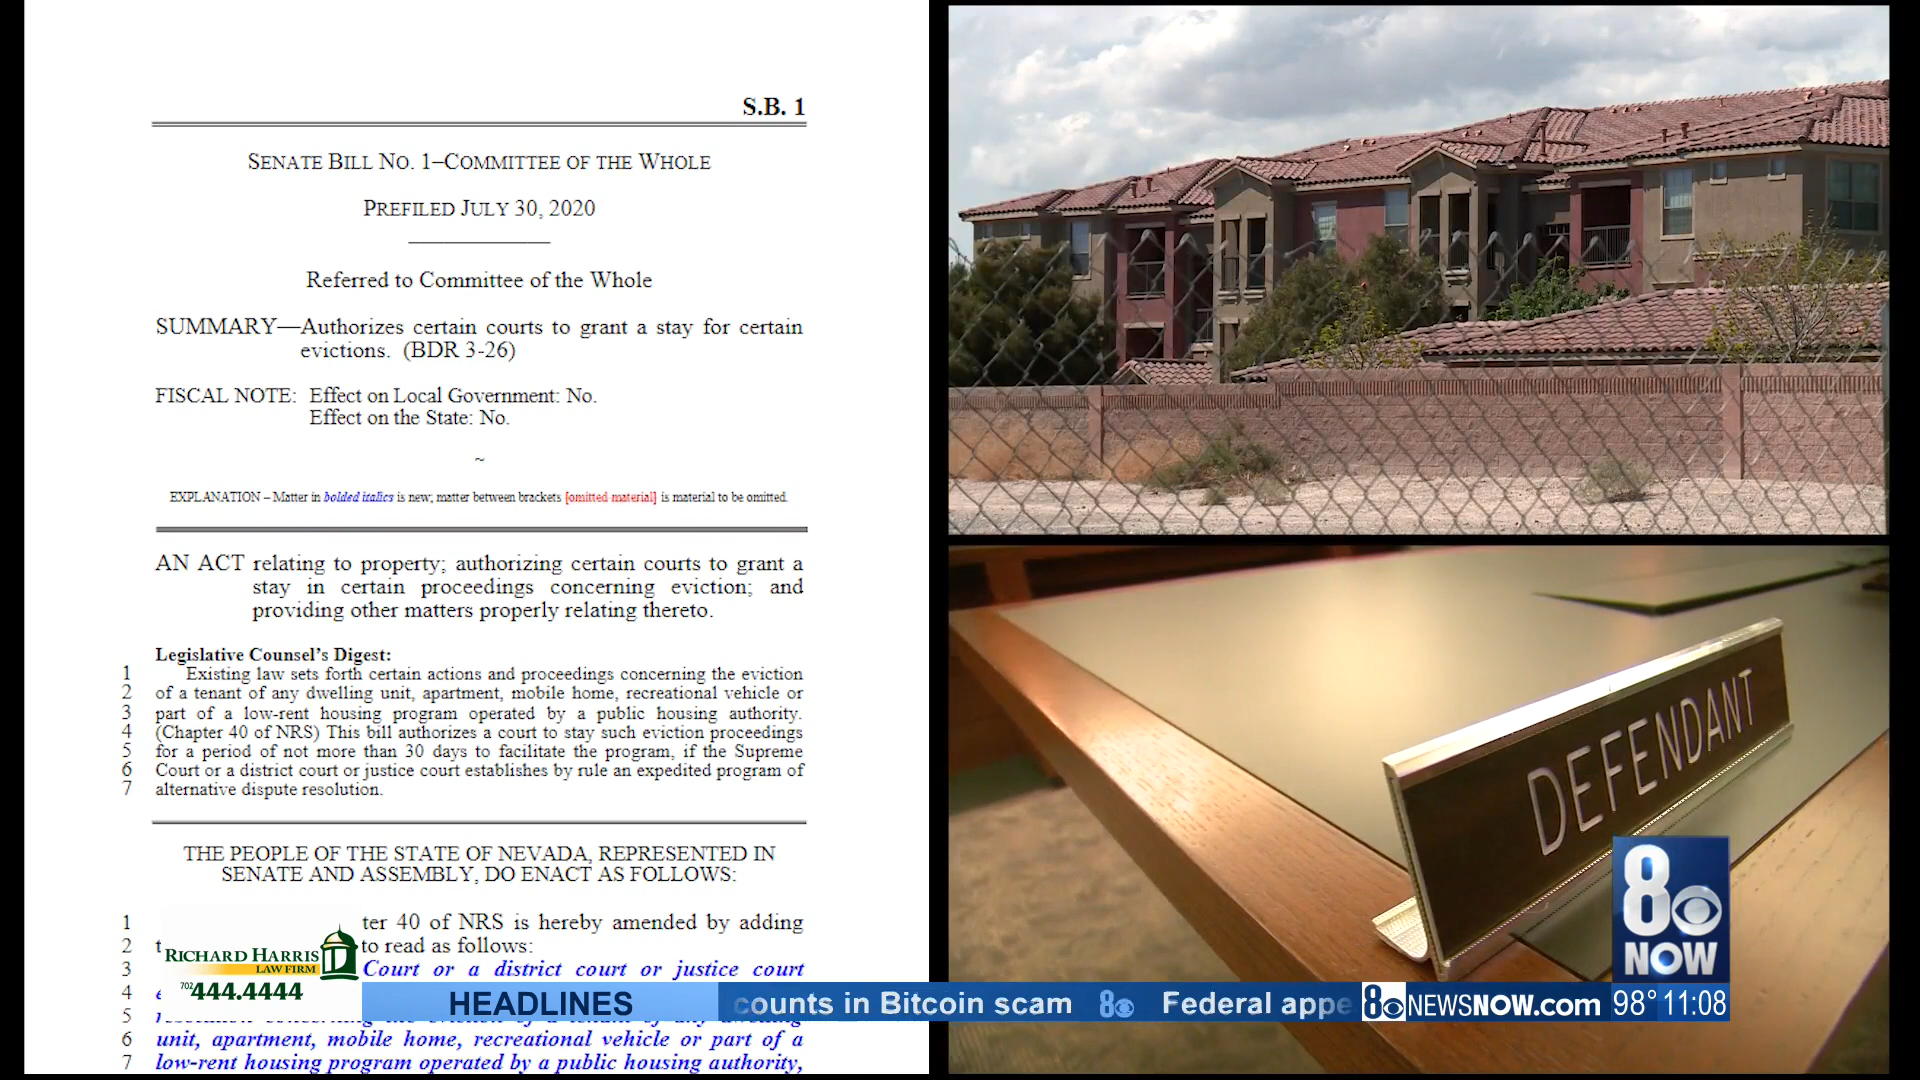 S.B. 1
SENATE BILL NO. 1–COMMITTEE OF THE WHOLE
PREFILED JULY 30, 2020
Referred to Committee of the Whole
SUMMARY—Authorizes certain courts to grant a stay for certain
evictions. (BDR 3-26)
FISCAL NOTE: Effect on Local Government: No.
Effect on the State: No.
~
EXPLANATION – Matter in bolded italics is new; matter between brackets [omitted material] is material to be omitted.
AN ACT relating to property; authorizing certain courts to grant a
stay in certain proceedings concerning eviction; and
providing other matters properly relating thereto.
Legislative Counsel's Digest:
1 Existing law sets forth certain actions and proceedings concerning the eviction
2 of a tenant of any dwelling unit, apartment, mobile home, recreational vehicle or
3 part of a low-rent housing program operated by a public housing authority.
4 (Chapter 40 of NRS) This bill authorizes a court to stay such eviction proceedings
5 for a period of not more than 30 days to facilitate the program, if the Supreme
6 Court or a district court or justice court establishes by rule an expedited program of
7 alternative dispute resolution.
THE PEOPLE OF THE STATE OF NEVADA, REPRESENTED IN
SENATE AND ASSEMBLY, DO ENACT AS FOLLOWS:
1 ter 40 of NRS is hereby amended by adding
2 t to read as follows:
3 Court or a district court or justice court
4 e
5
6 unit, apartment, mobile home, recreational vehicle or part of a
7 low-rent housing program operated by a public housing authority,
RICHARD HARRIS
LAW FIRM
702 444.4444
DEFENDANT
8
NOW
HEADLINES counts in Bitcoin scam 8 Federal appe 8 NEWSNOW.com 98° 11:08